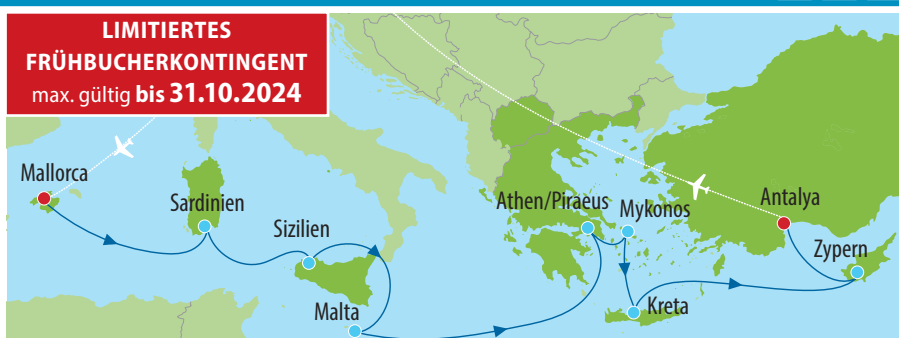 LIMITIERTES
FRÜHBUCHERKONTINGENT
max. gültig bis 31.10.2024
Mallorca
Sardinien
Sizilien
Malta
Athen/Piraeus
Mykonos
Kreta
Antalya
Zypern